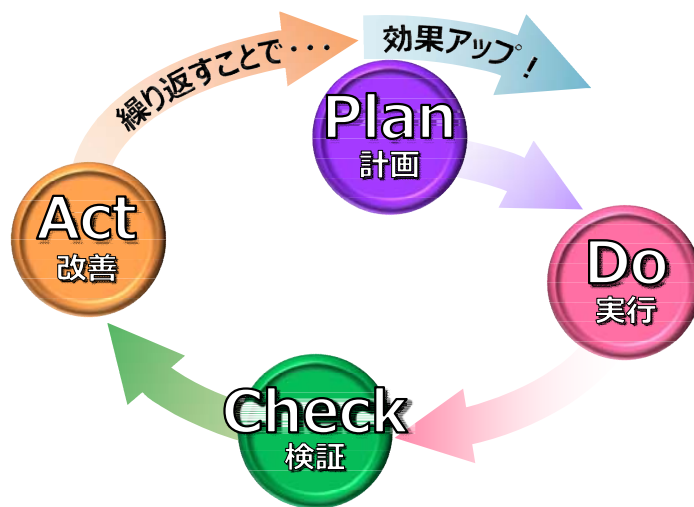 繰り返すことで・・・
効果アップ！
Plan
計画
Do
実行
Check
検証
Act
改善